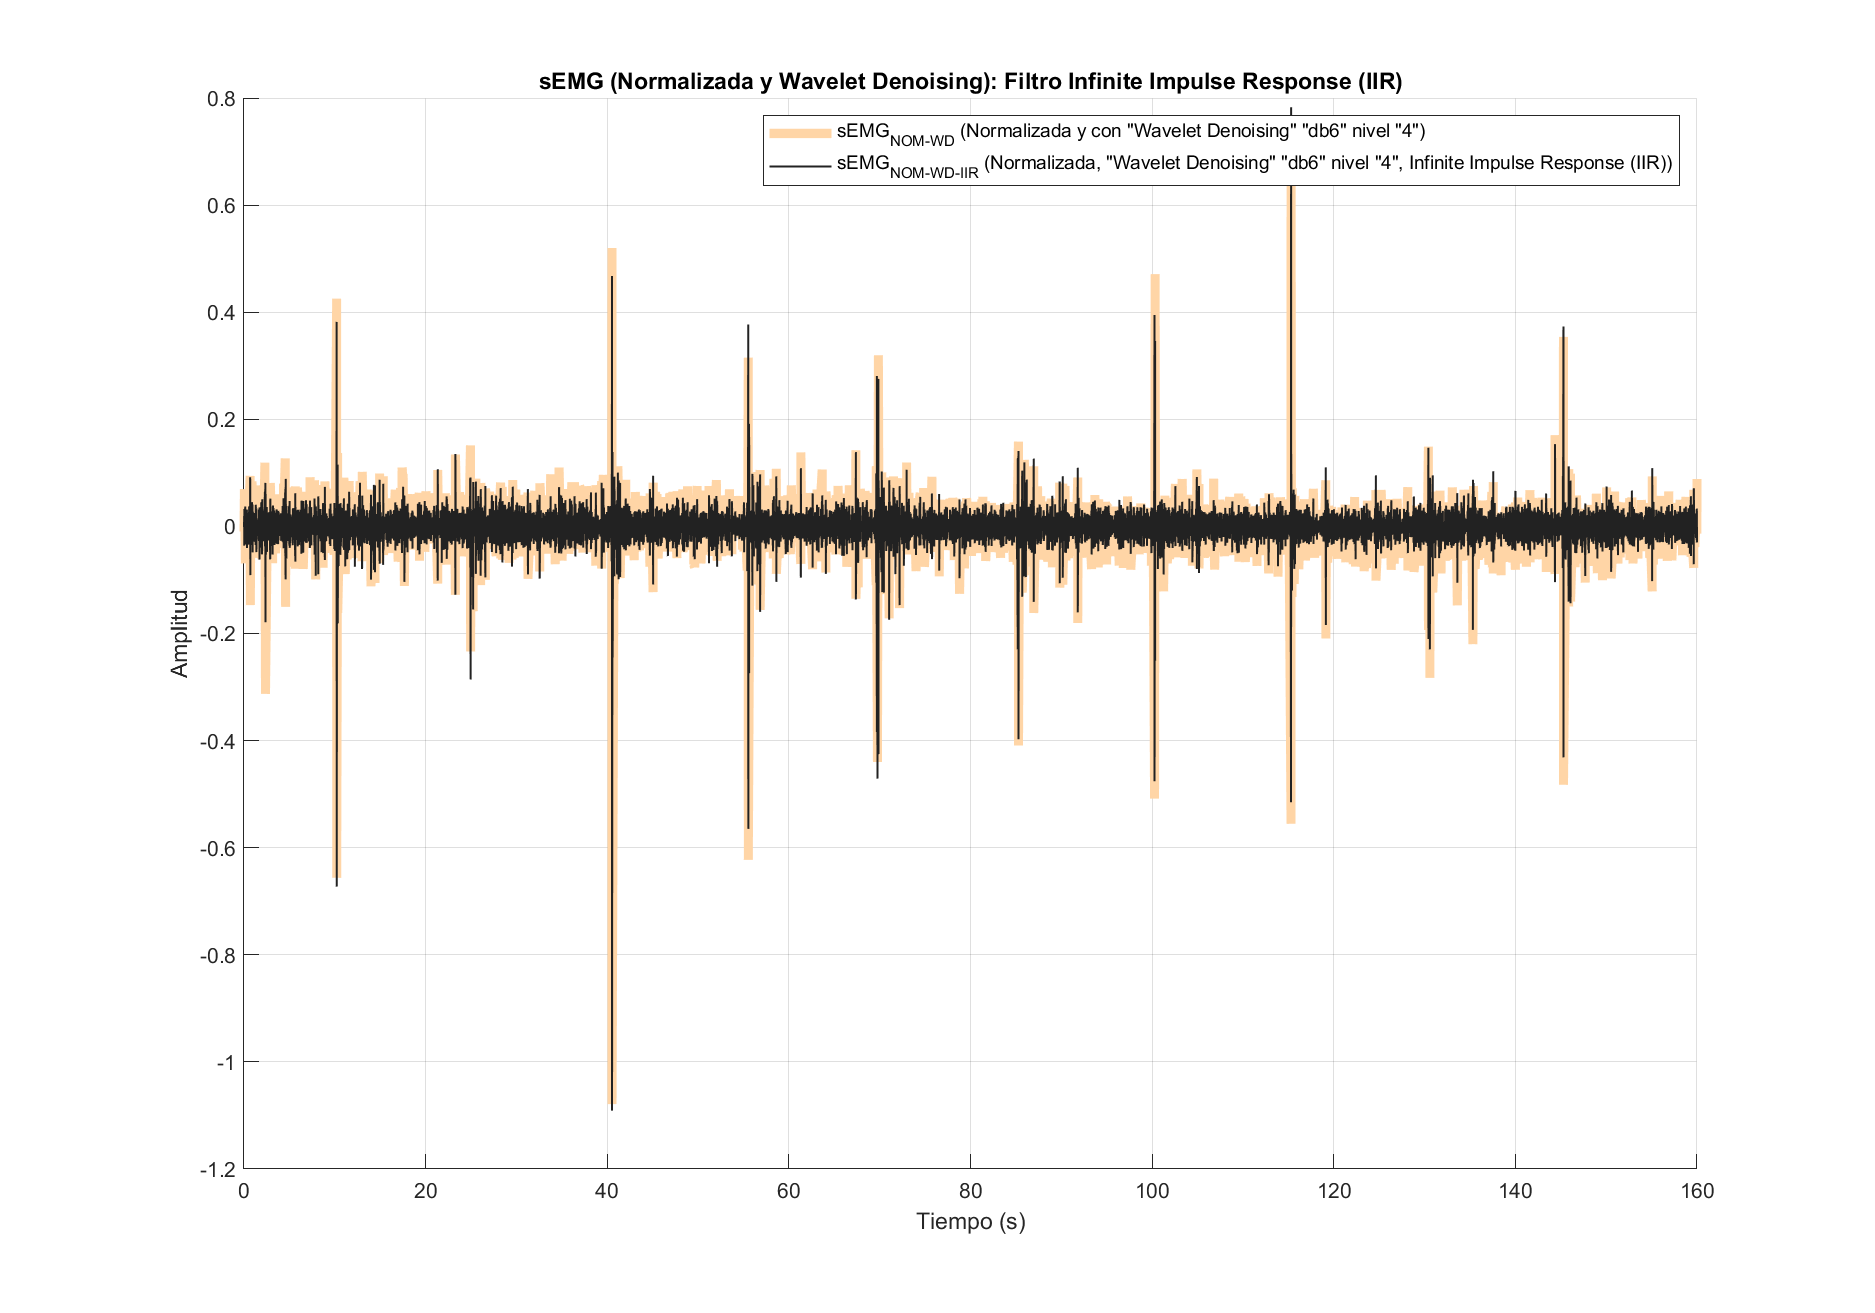 sEMG (Normalizada y Wavelet Denoising): Filtro Infinite Impulse Response (IIR)
sEMG_NOM-WD (Normalizada y con "Wavelet Denoising" "db6" nivel "4")
sEMG_NOM-WD-IIR (Normalizada, "Wavelet Denoising" "db6" nivel "4", Infinite Impulse Response (IIR))
0.8
0.6
0.4
0.2
0
-0.2
-0.4
-0.6
-0.8
-1
-1.2
Amplitud
0 20 40 60 80 100 120 140 160
Tiempo (s)